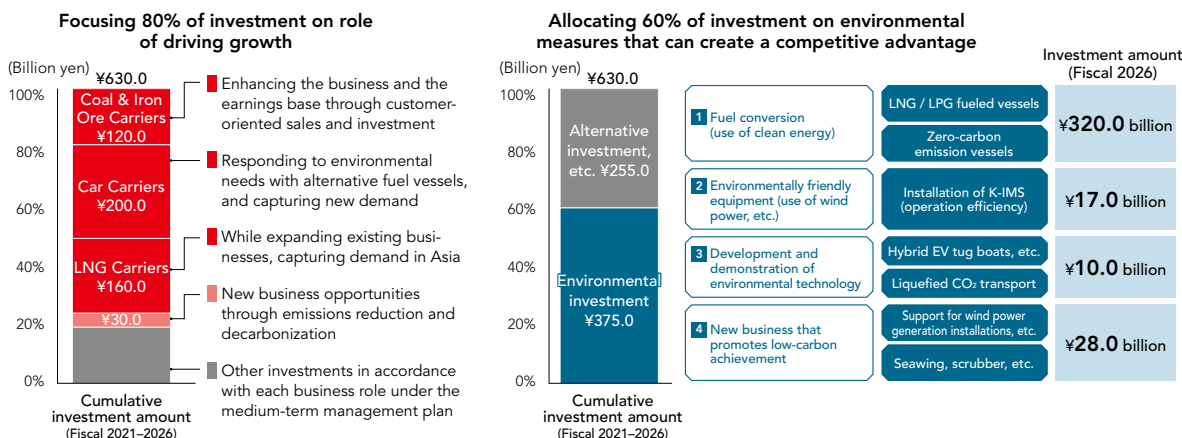 Focusing 80% of investment on role
of driving growth
(Billion yen)
¥630.0
100%
80%
60%
40%
20%
0%
Coal & Iron
Ore Carriers
¥120.0
Car Carriers
¥200.0
LNG Carriers
¥160.0
¥30.0
Enhancing the business and the
earnings base through customer-
oriented sales and investment
Responding to environmental
needs with alternative fuel vessels,
and capturing new demand
While expanding existing busi-
nesses, capturing demand in Asia
New business opportunities
through emissions reduction and
decarbonization
Other investments in accordance
with each business role under the
medium-term management plan
Cumulative
investment amount
(Fiscal 2021–2026)
Allocating 60% of investment on environmental
measures that can create a competitive advantage
(Billion yen)
¥630.0
100%
80%
60%
40%
20%
0%
Alternative
investment,
etc. ¥255.0
Environmental
investment
¥375.0
Cumulative
investment amount
(Fiscal 2021–2026)
Investment amount
(Fiscal 2026)
1 Fuel conversion
(use of clean energy)
LNG / LPG fueled vessels
Zero-carbon
emission vessels
¥320.0 billion
2 Environmentally friendly
equipment (use of wind
power, etc.)
Installation of K-IMS
(operation efficiency)
¥17.0 billion
3 Development and
demonstration of
environmental technology
Hybrid EV tug boats, etc.
Liquefied CO₂ transport
¥10.0 billion
4 New business that
promotes low-carbon
achievement
Support for wind power
generation installations, etc.
Seawing, scrubber, etc.
¥28.0 billion